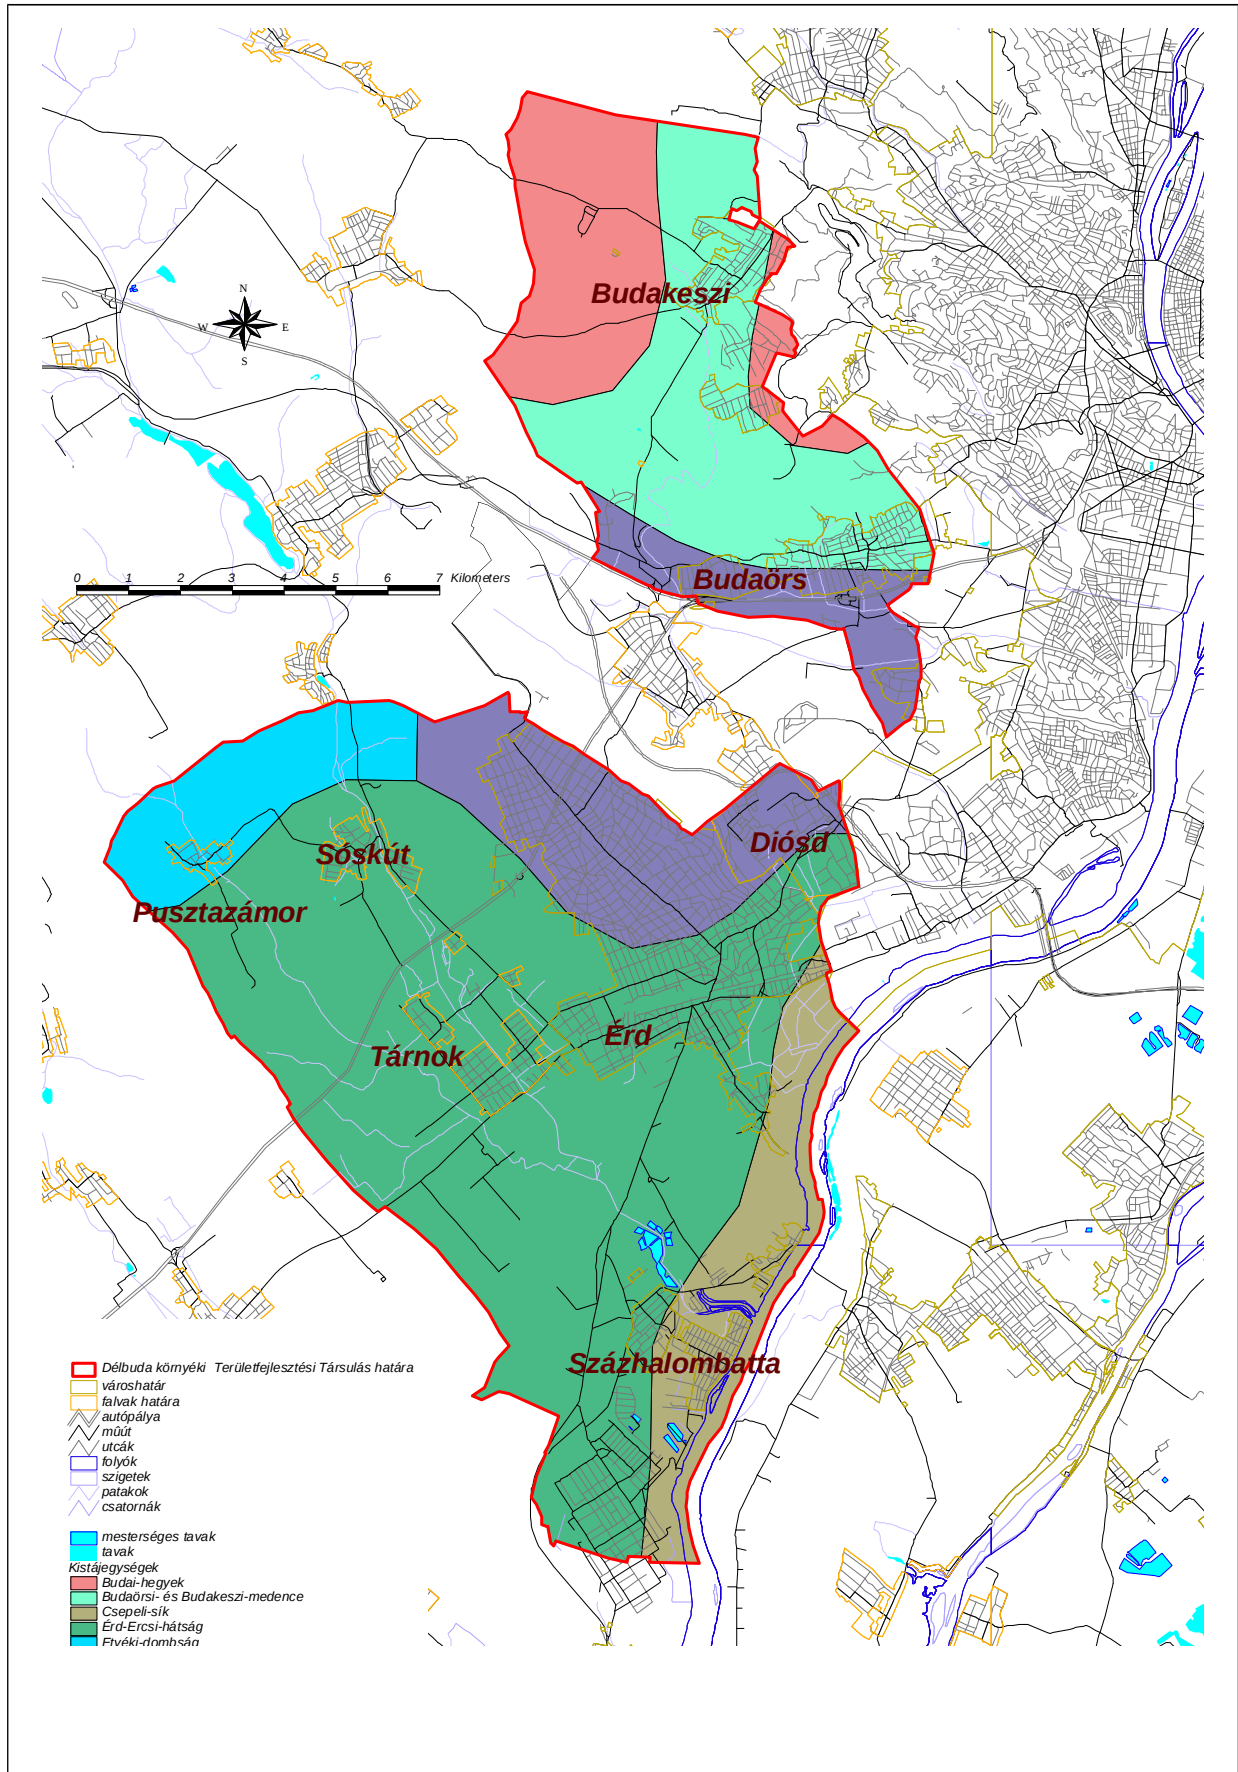 Budakeszi
N
W
E
S
0 1 2 3 4 5 6 7 Kilometers
Budaörs
Diósd
Sóskút
Pusztazámor
Érd
Tárnok
Százhalombatta
Délbuda környéki Területfejlesztési Társulás határa
városhatár
falvak határa
autópálya
műút
utcák
folyók
szigetek
patakok
csatornák
mesterséges tavak
tavak
Kistájegységek
Budai-hegyek
Budaörsi- és Budakeszi-medence
Csepeli-sík
Érd-Ercsi-hátság
Etyéki-dombság